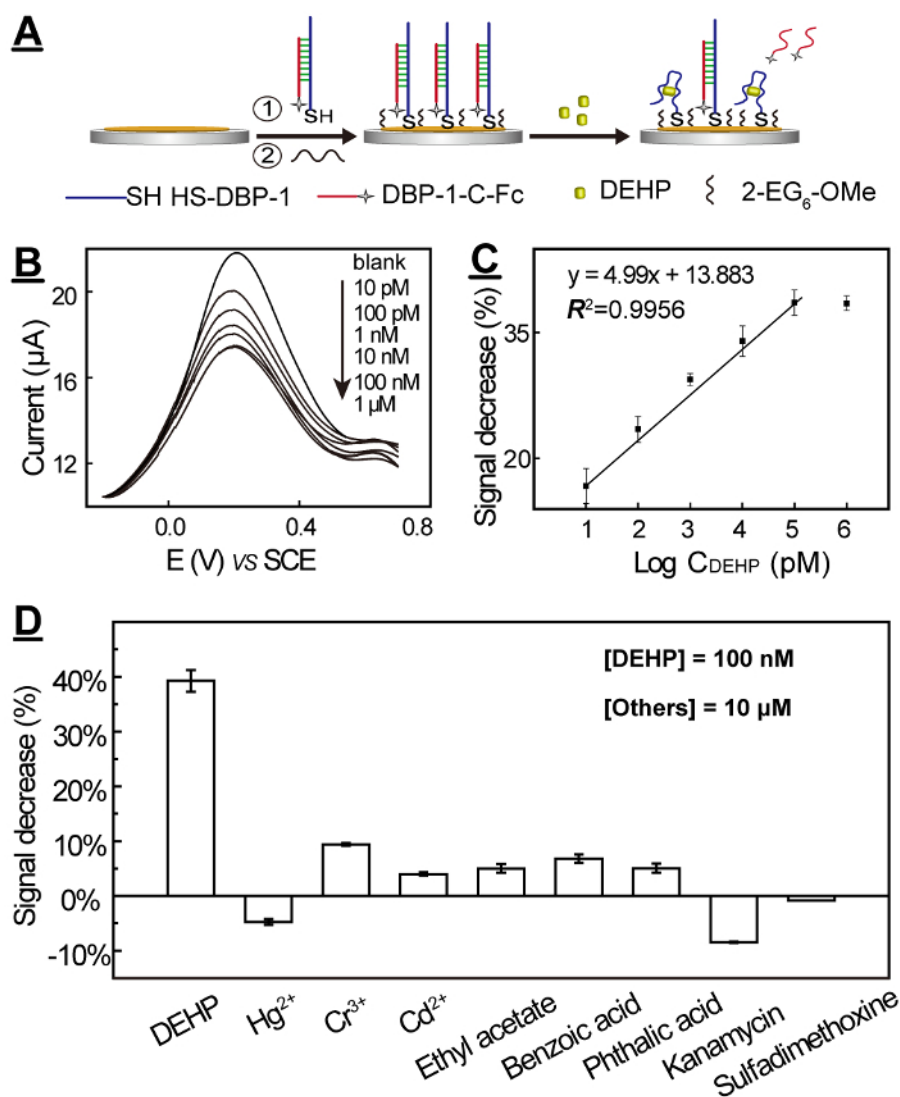 A
①
②
SH
S S S
S S S
SH HS-DBP-1
DBP-1-C-Fc
DEHP
2-EG₆-OMe
B
20
16
12
Current (µA)
0.0 0.4 0.8
E (V) vs SCE
blank
10 pM
100 pM
1 nM
10 nM
100 nM
1 µM
C
y = 4.99x + 13.883
R²=0.9956
35
20
Signal decrease (%)
1 2 3 4 5 6
Log C_DEHP (pM)
D
[DEHP] = 100 nM
[Others] = 10 µM
40%
30%
20%
10%
0%
-10%
Signal decrease (%)
DEHP
Hg²⁺
Cr³⁺
Cd²⁺
Ethyl acetate
Benzoic acid
Phthalic acid
Kanamycin
Sulfadimethoxine